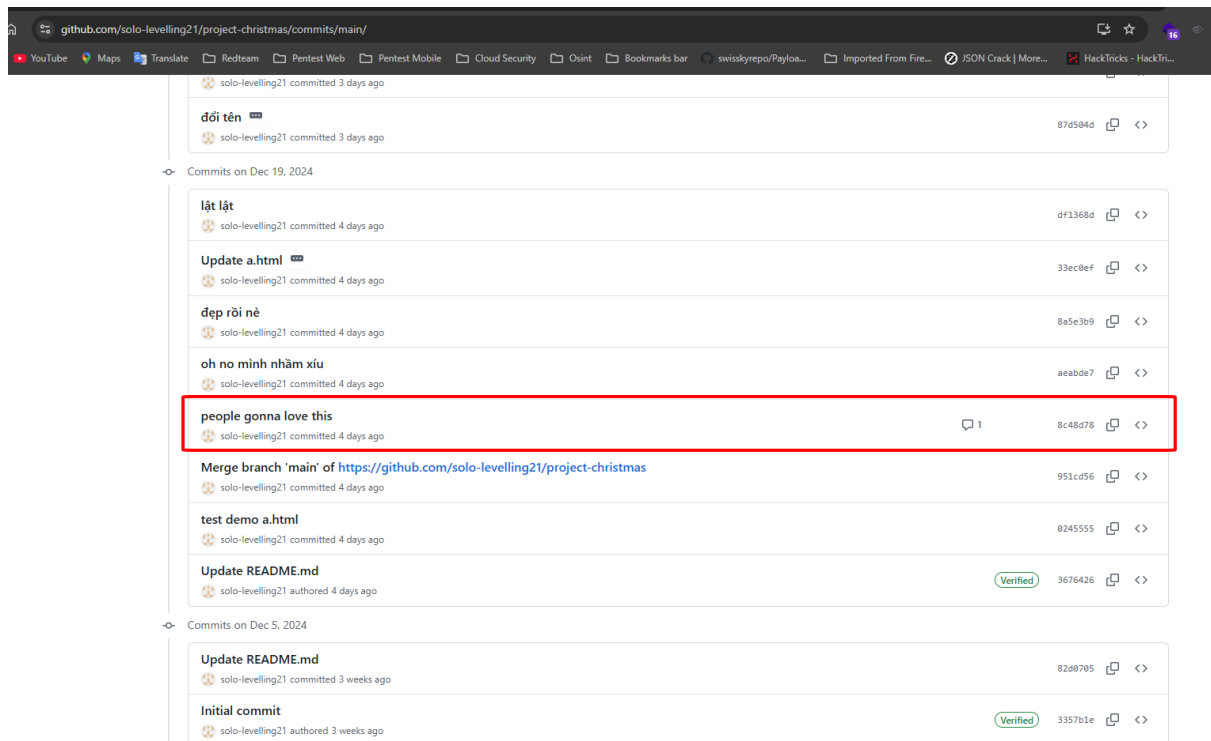 github.com/solo-levelling21/project-christmas/commits/main/
16
YouTube Maps Translate Redteam Pentest Web Pentest Mobile Cloud Security Osint Bookmarks bar swisskyrepo/Payloa... Imported From Fire... JSON Crack | More... HackTricks - HackTri...
solo-levelling21 committed 3 days ago
đổi tên
87d504d
solo-levelling21 committed 3 days ago
Commits on Dec 19, 2024
lật lật
df1368d
solo-levelling21 committed 4 days ago
Update a.html
33ec0ef
solo-levelling21 committed 4 days ago
đẹp rồi nè
8a5e3b9
solo-levelling21 committed 4 days ago
oh no mình nhầm xíu
aeabde7
solo-levelling21 committed 4 days ago
people gonna love this
1 8c48d78
solo-levelling21 committed 4 days ago
Merge branch 'main' of https://github.com/solo-levelling21/project-christmas
951cd56
solo-levelling21 committed 4 days ago
test demo a.html
0245555
solo-levelling21 committed 4 days ago
Update README.md
Verified 3676426
solo-levelling21 authored 4 days ago
Commits on Dec 5, 2024
Update README.md
82d0705
solo-levelling21 committed 3 weeks ago
Initial commit
Verified 3357b1e
solo-levelling21 authored 3 weeks ago